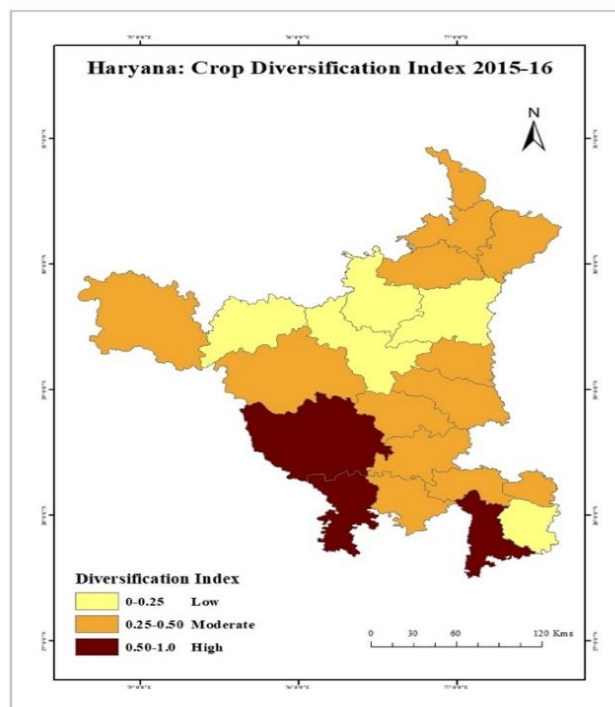 Haryana: Crop Diversification Index 2015-16
N
Diversification Index
0-0.25 Low
0.25-0.50 Moderate
0.50-1.0 High
0 30 60 120 Kms